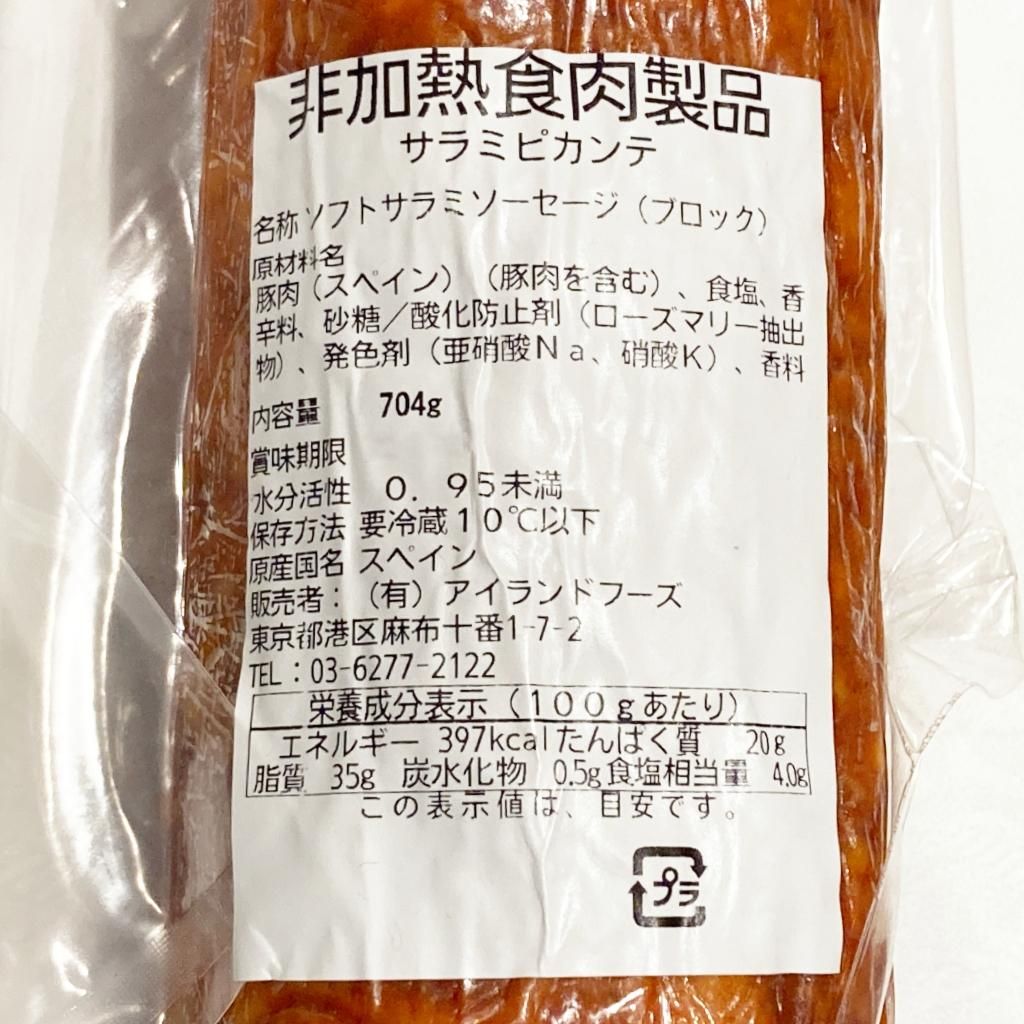 非加熱食肉製品
サラミピカンテ
名称 ソフトサラミソーセージ（ブロック）
原材料名
豚肉（スペイン）（豚肉を含む）、食塩、香
辛料、砂糖／酸化防止剤（ローズマリー抽出
物）、発色剤（亜硝酸Ｎａ、硝酸Ｋ）、香料
内容量 704g
賞味期限
水分活性 ０．９５未満
保存方法 要冷蔵１０℃以下
原産国名 スペイン
販売者：（有）アイランドフーズ
東京都港区麻布十番1-7-2
TEL：03-6277-2122
栄養成分表示（１００ｇあたり）
エネルギー 397kcal たんぱく質 20g
脂質 35g 炭水化物 0.5g 食塩相当量 4.0g
この表示値は、目安です。
プラ